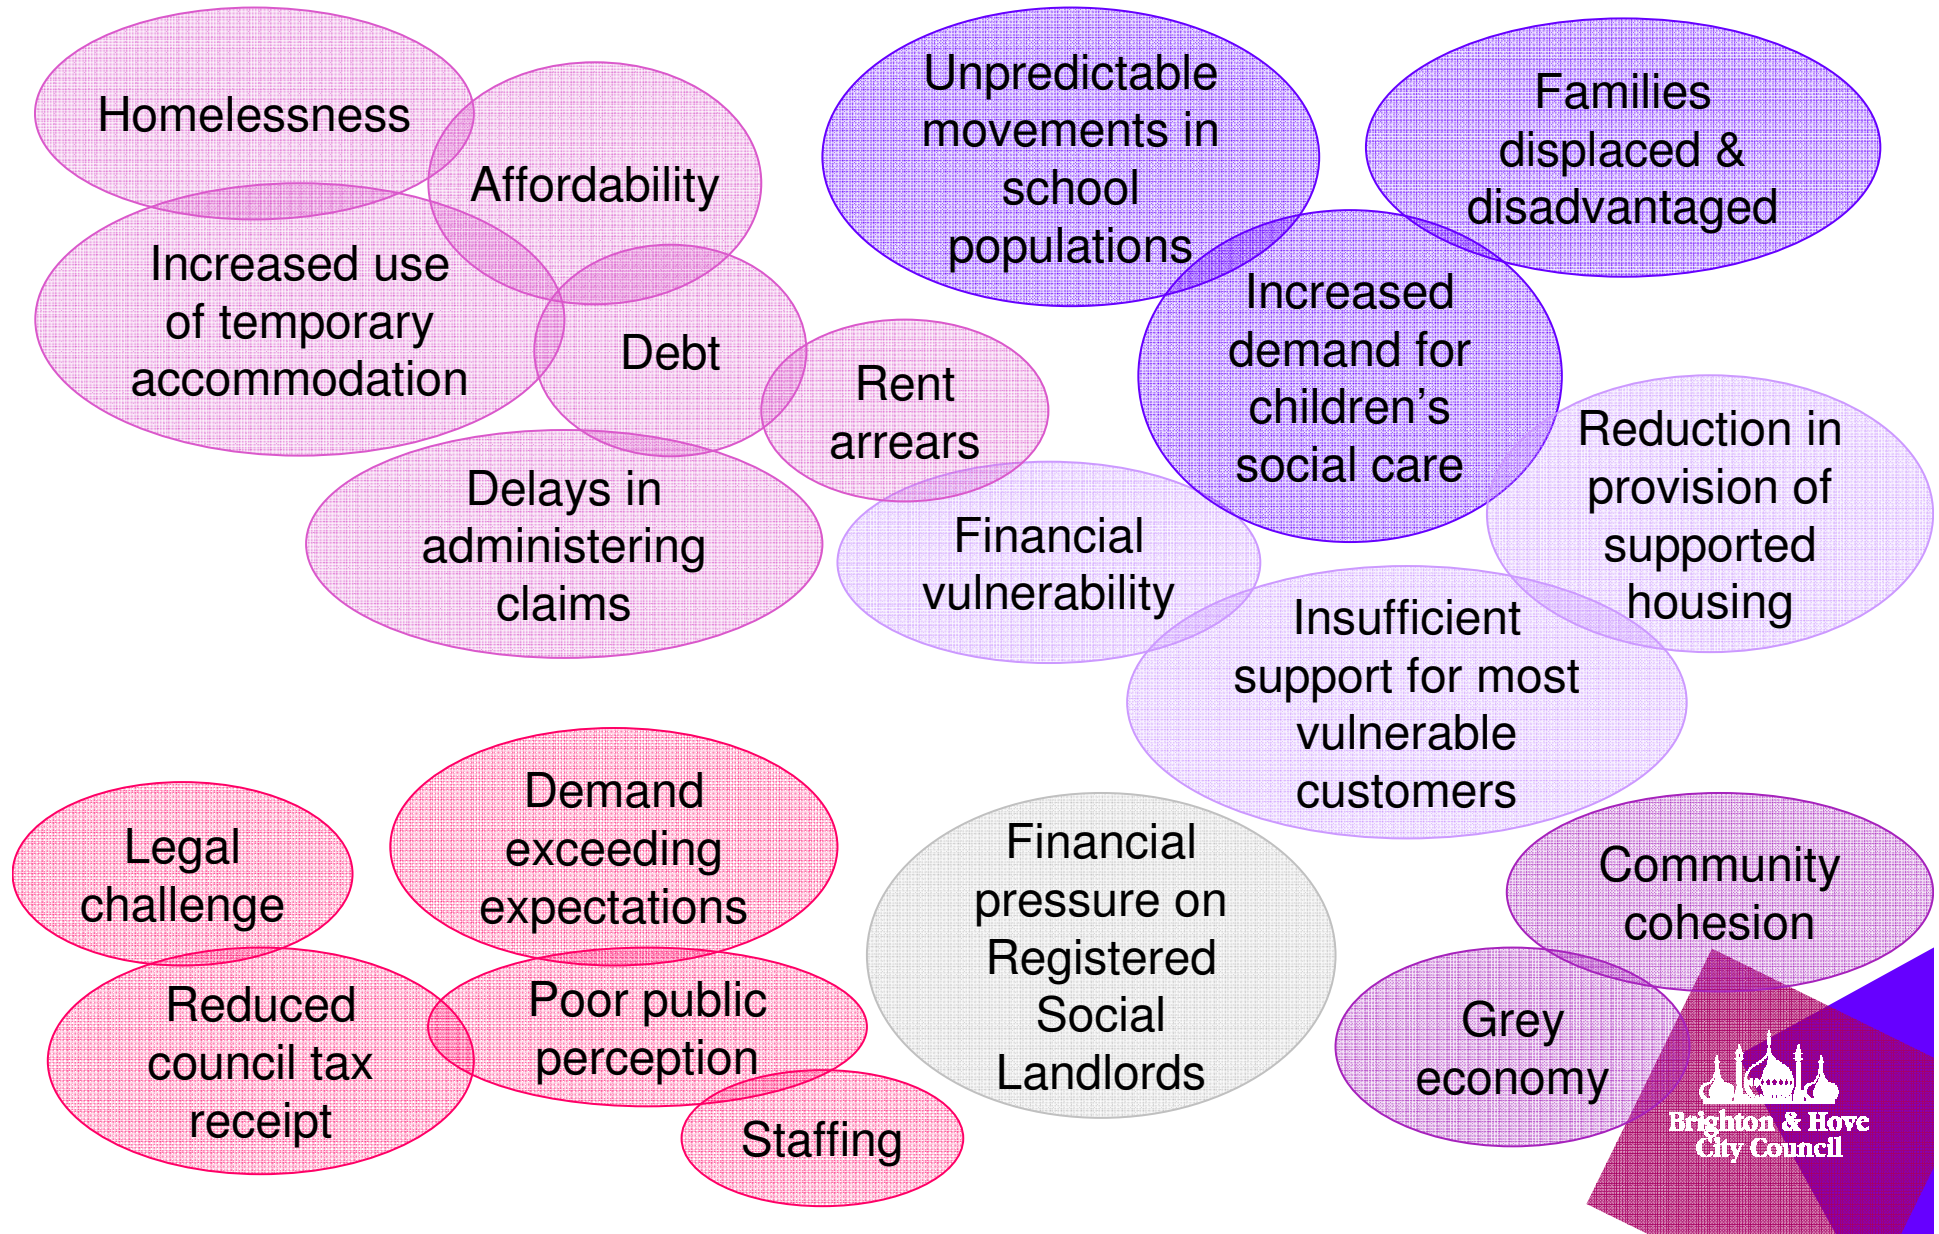 Homelessness
Affordability
Increased use
of temporary
accommodation
Debt
Rent
arrears
Delays in
administering
claims
Unpredictable
movements in
school
populations
Families
displaced &
disadvantaged
Increased
demand for
children’s
social care
Reduction in
provision of
supported
housing
Financial
vulnerability
Insufficient
support for most
vulnerable
customers
Legal
challenge
Demand
exceeding
expectations
Reduced
council tax
receipt
Poor public
perception
Staffing
Financial
pressure on
Registered
Social
Landlords
Community
cohesion
Grey
economy
Brighton & Hove
City Council